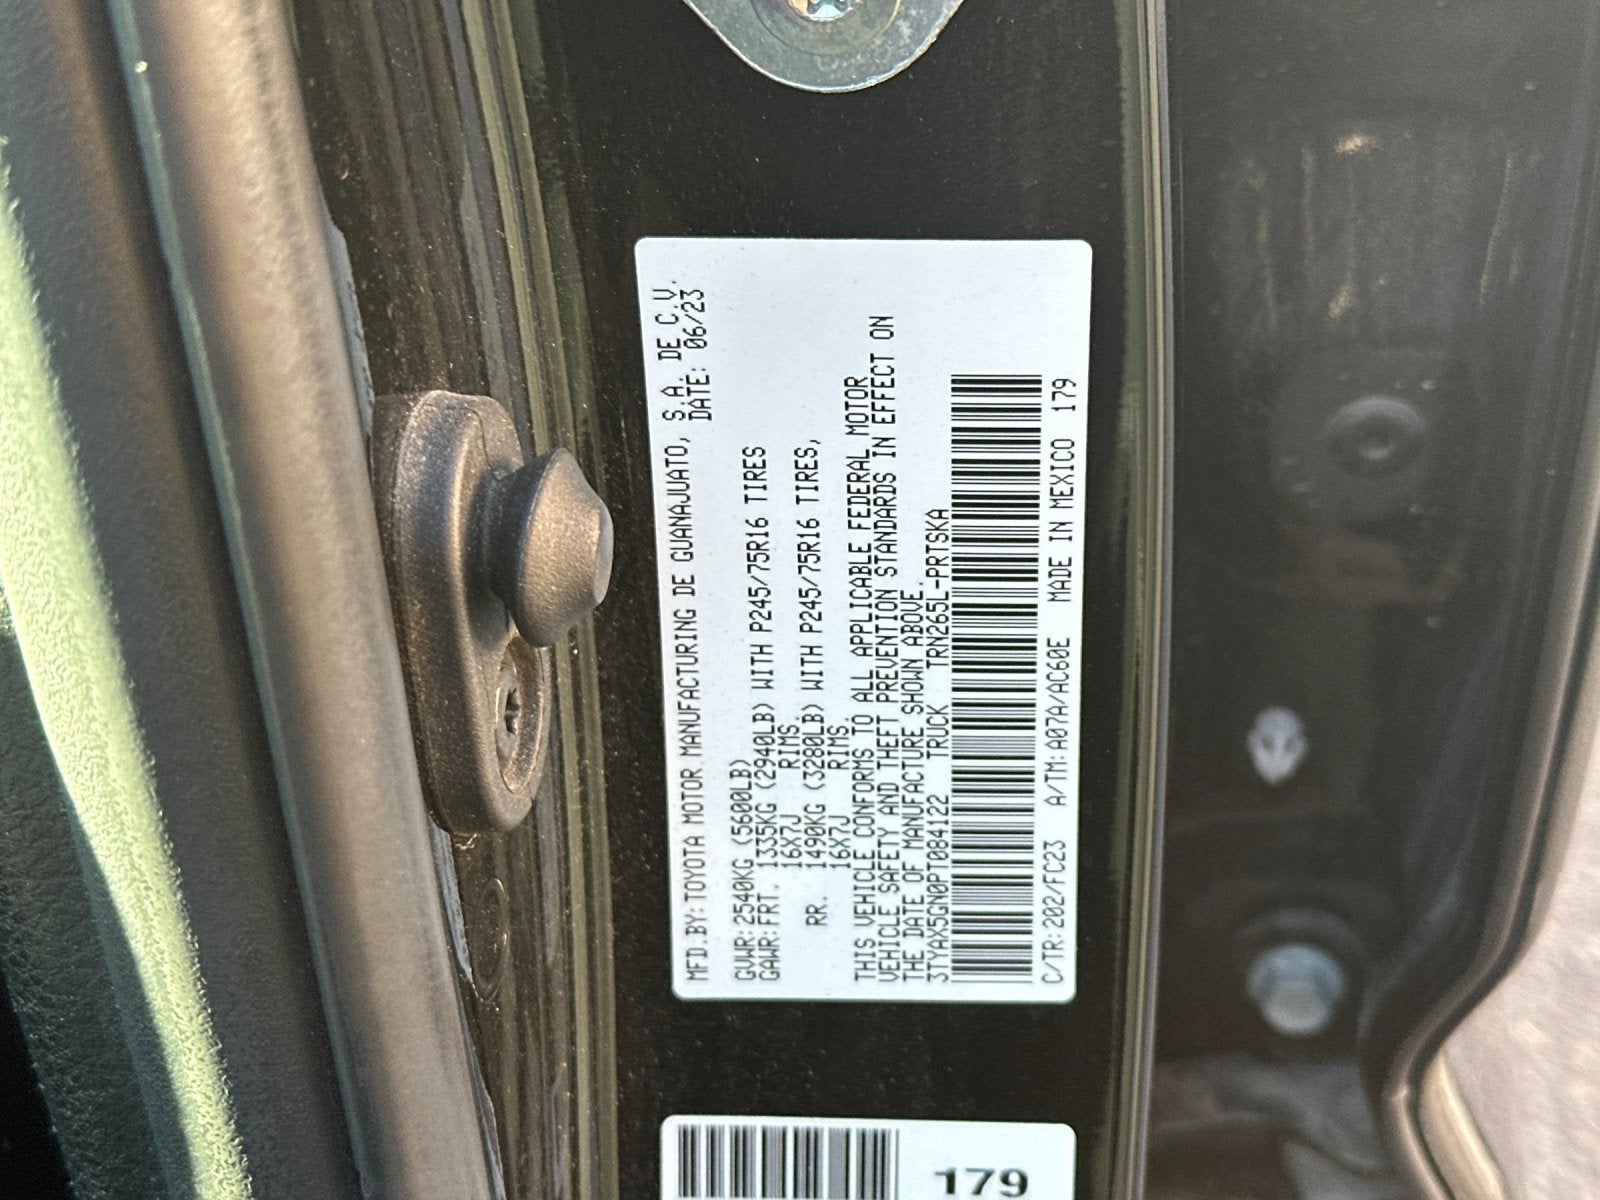 MFD.BY:TOYOTA MOTOR MANUFACTURING DE GUANAJUATO, S.A. DE C.V.
DATE: 06/23
GVWR:2540KG (5600LB)
GAWR:FRT. 1335KG (2940LB) WITH P245/75R16 TIRES
16X7J RIMS.
RR. 1490KG (3280LB) WITH P245/75R16 TIRES,
16X7J RIMS.
THIS VEHICLE CONFORMS TO ALL APPLICABLE FEDERAL MOTOR
VEHICLE SAFETY AND THEFT PREVENTION STANDARDS IN EFFECT ON
THE DATE OF MANUFACTURE SHOWN ABOVE.
3TYAX5GN0PT084122 TRUCK TRN265L-PRTSKA
C/TR:202/FC23 A/TM:A07A/AC60E MADE IN MEXICO 179
179